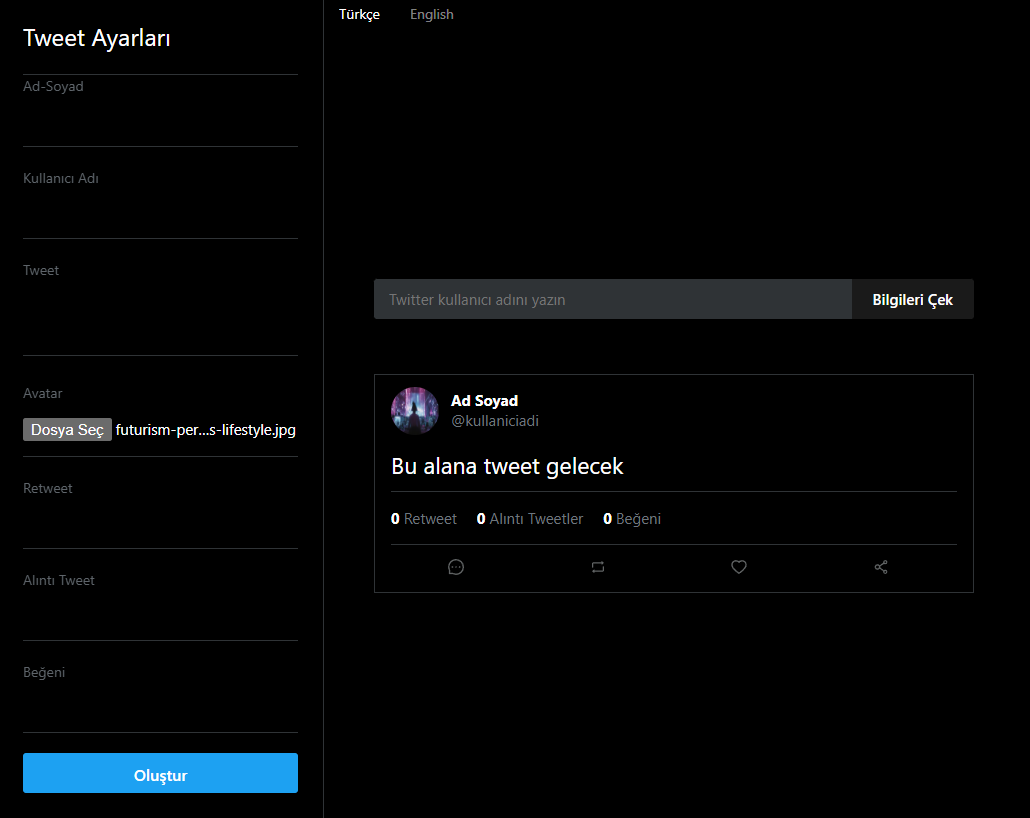 Tweet Ayarları
Ad-Soyad
Kullanıcı Adı
Tweet
Avatar
Dosya Seç futurism-per...s-lifestyle.jpg
Retweet
Alıntı Tweet
Beğeni
Oluştur
Türkçe English
Twitter kullanıcı adını yazın Bilgileri Çek
Ad Soyad
@kullaniciadi
Bu alana tweet gelecek
0 Retweet 0 Alıntı Tweetler 0 Beğeni